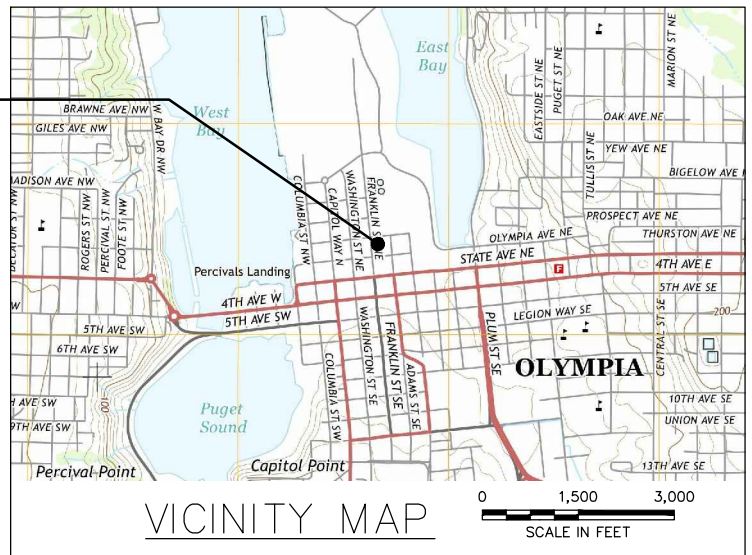 East
Bay
West
Bay
MARION ST NE
EASTSIDE ST NE
PUGET ST NE
BRAWNE AVE NW
GILES AVE NW
W BAY DR NW
OAK AVE NE
YEW AVE NE
TULLIS ST NE
BIGELOW AVE
ADISON AVE NW
ROGERS ST NW
PERCIVAL ST NW
FOOTE ST NW
COLUMBIA ST NW
CAPITOL WAY N
WASHINGTON ST NE
FRANKLIN
E
PROSPECT AVE NE
OLYMPIA AVE NE
THURSTON AVE NE
STATE AVE NE
F
4TH AVE E
5TH AVE SE
Percivals Landing
4TH AVE W
5TH AVE SW
LEGION WAY SE
200
5TH AVE SW
6TH AVE SW
WASHINGTON ST SE
FRANKLIN ST SE
PLUM ST SE
CENTRAL ST SE
OLYMPIA
COLUMBIA ST SW
ADAMS ST SE
100
AVE SW
9TH AVE SW
Puget
Sound
10TH AVE SE
UNION AVE SE
Percival Point
Capitol Point
13TH AVE SE
VICINITY MAP
0 1,500 3,000
SCALE IN FEET